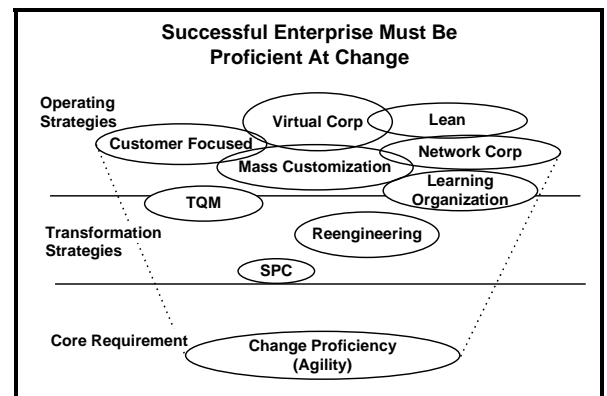 Successful Enterprise Must Be
Proficient At Change
Operating
Strategies
Virtual Corp
Lean
Customer Focused
Network Corp
Mass Customization
Learning
Organization
TQM
Transformation
Strategies
Reengineering
SPC
Core Requirement
Change Proficiency
(Agility)